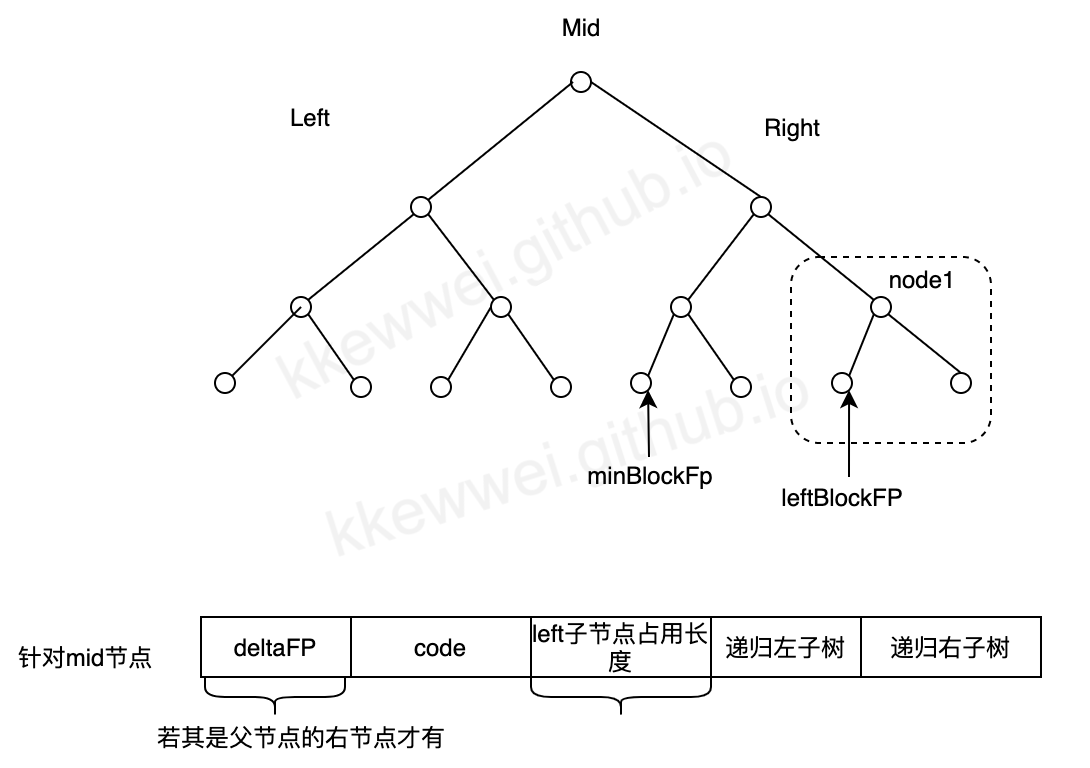 Mid
Left
Right
node1
minBlockFp
leftBlockFP
针对mid节点
deltaFP
code
left子节点占用长
度
递归左子树
递归右子树
若其是父节点的右节点才有
kkewwei.github.io
kkewwei.github.io